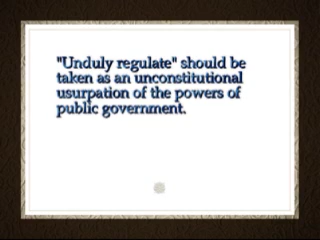 "Unduly regulate" should be
taken as an unconstitutional
usurpation of the powers of
public government.